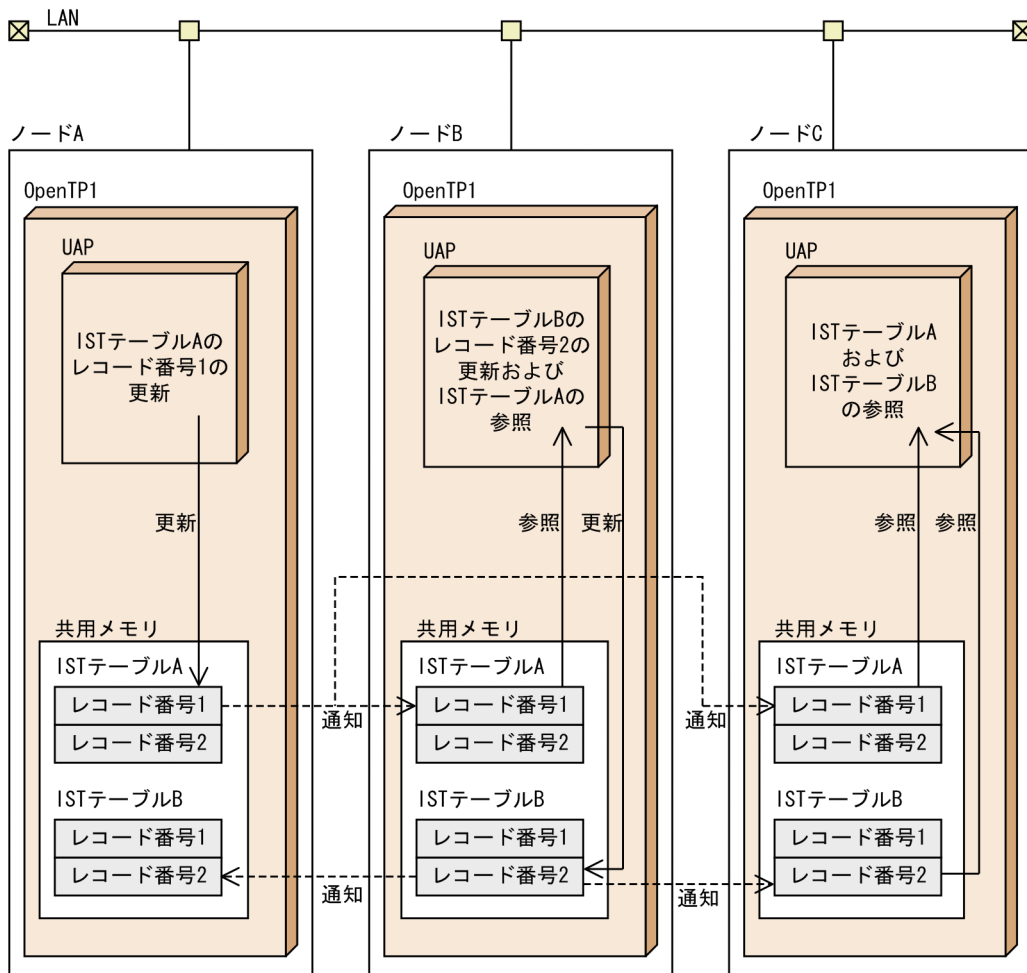 LAN
ノードA
OpenTP1
UAP
ISTテーブルAの
レコード番号1の
更新
更新
共用メモリ
ISTテーブルA
レコード番号1
レコード番号2
ISTテーブルB
レコード番号1
レコード番号2
通知
通知
ノードB
OpenTP1
UAP
ISTテーブルBの
レコード番号2の
更新および
ISTテーブルAの
参照
参照
更新
共用メモリ
ISTテーブルA
レコード番号1
レコード番号2
ISTテーブルB
レコード番号1
レコード番号2
通知
通知
ノードC
OpenTP1
UAP
ISTテーブルA
および
ISTテーブルB
の参照
参照
参照
共用メモリ
ISTテーブルA
レコード番号1
レコード番号2
ISTテーブルB
レコード番号1
レコード番号2